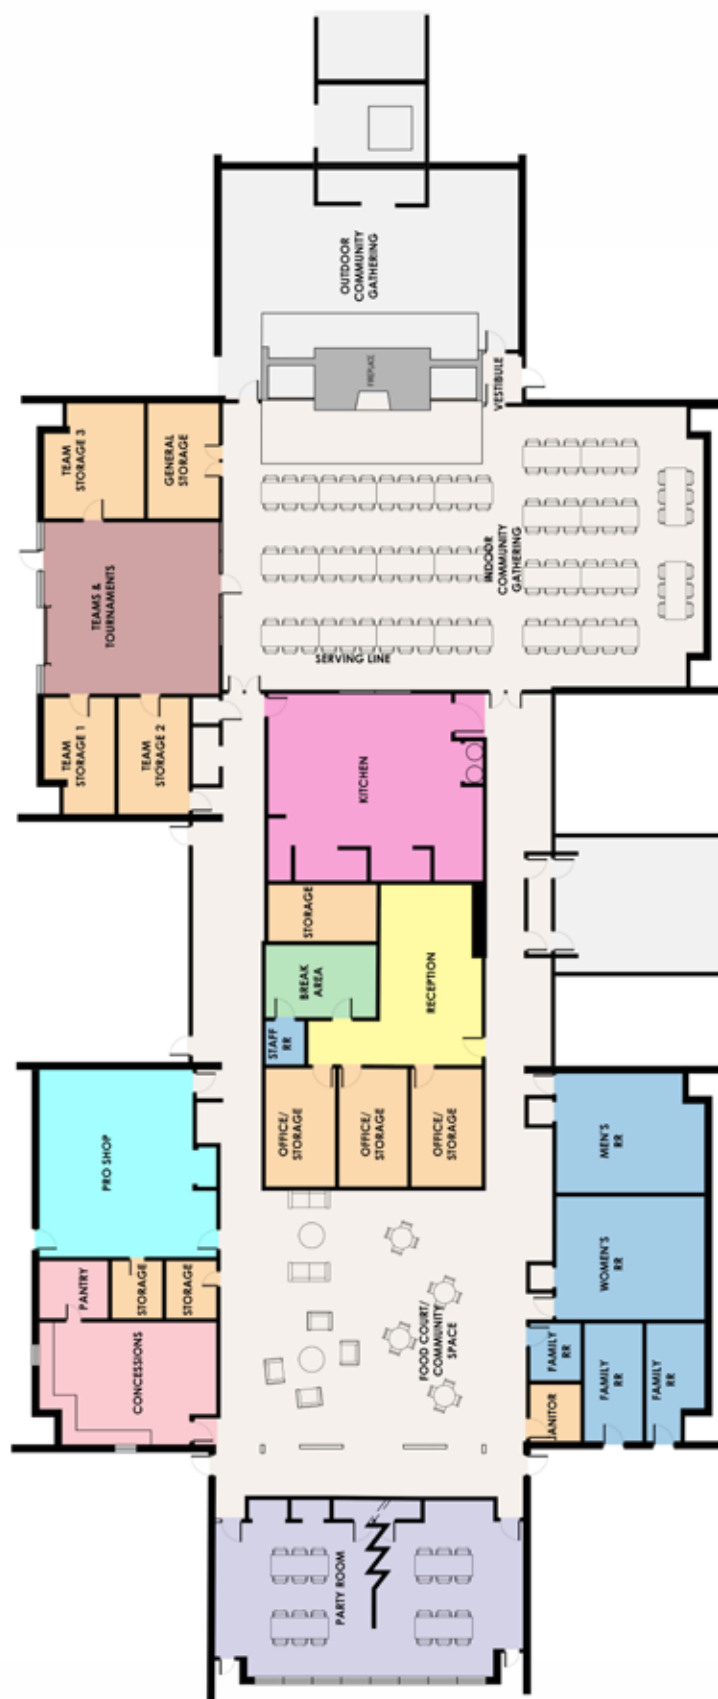 OUTDOOR
COMMUNITY
GATHERING
FIREPLACE
VESTIBULE
TEAM
STORAGE 3
GENERAL
STORAGE
TEAMS &
TOURNAMENTS
INDOOR
COMMUNITY
GATHERING
SERVING LINE
TEAM
STORAGE 1
TEAM
STORAGE 2
KITCHEN
STORAGE
BREAK
AREA
RECEPTION
STAFF
RR
OFFICE/
STORAGE
OFFICE/
STORAGE
OFFICE/
STORAGE
PRO SHOP
MEN'S
RR
WOMEN'S
RR
PANTRY
STORAGE
STORAGE
CONCESSIONS
FOOD COURT/
COMMUNITY
SPACE
FAMILY
RR
FAMILY
RR
FAMILY
RR
JANITOR
PARTY ROOM